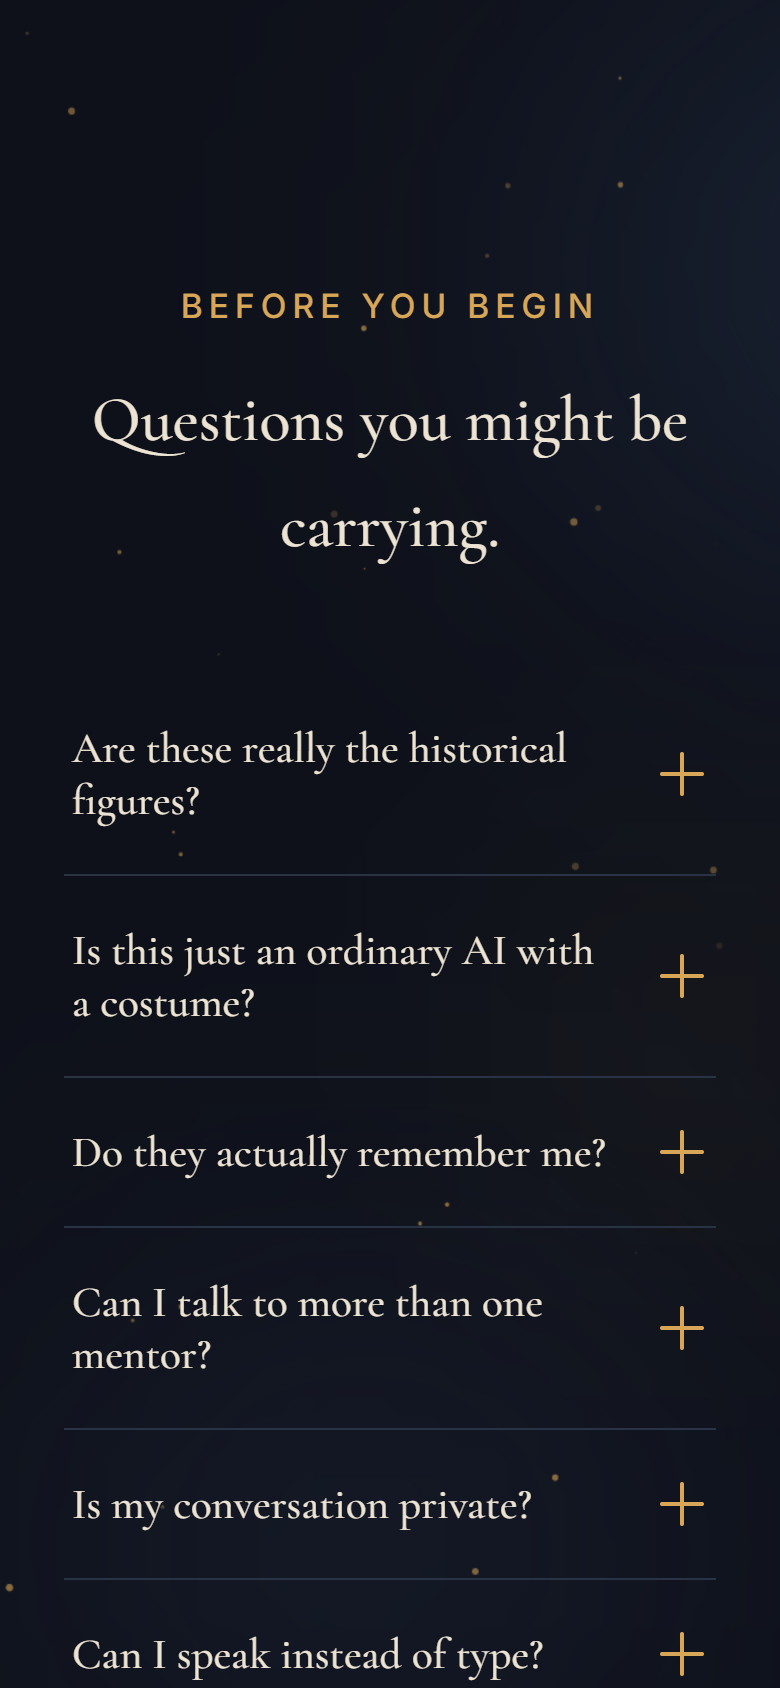 BEFORE YOU BEGIN
Questions you might be
carrying.
Are these really the historical
figures?
Is this just an ordinary AI with
a costume?
Do they actually remember me?
Can I talk to more than one
mentor?
Is my conversation private?
Can I speak instead of type?